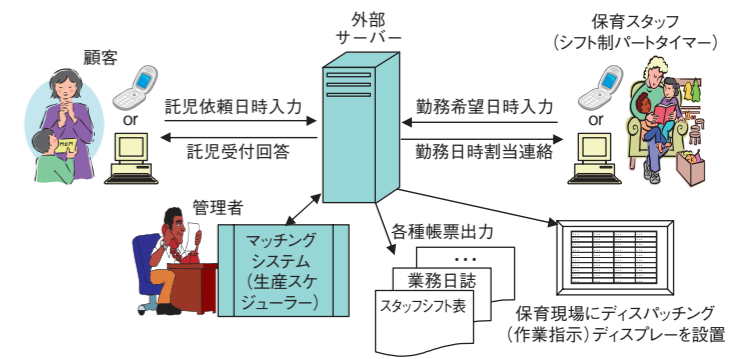 外部
サーバー
顧客
or
託児依頼日時入力
託児受付回答
保育スタッフ
（シフト制パートタイマー）
勤務希望日時入力
勤務日時割当連絡
or
管理者
マッチング
システム
（生産スケ
ジューラー）
各種帳票出力
…
業務日誌
スタッフシフト表
保育現場にディスパッチング
（作業指示）ディスプレーを設置